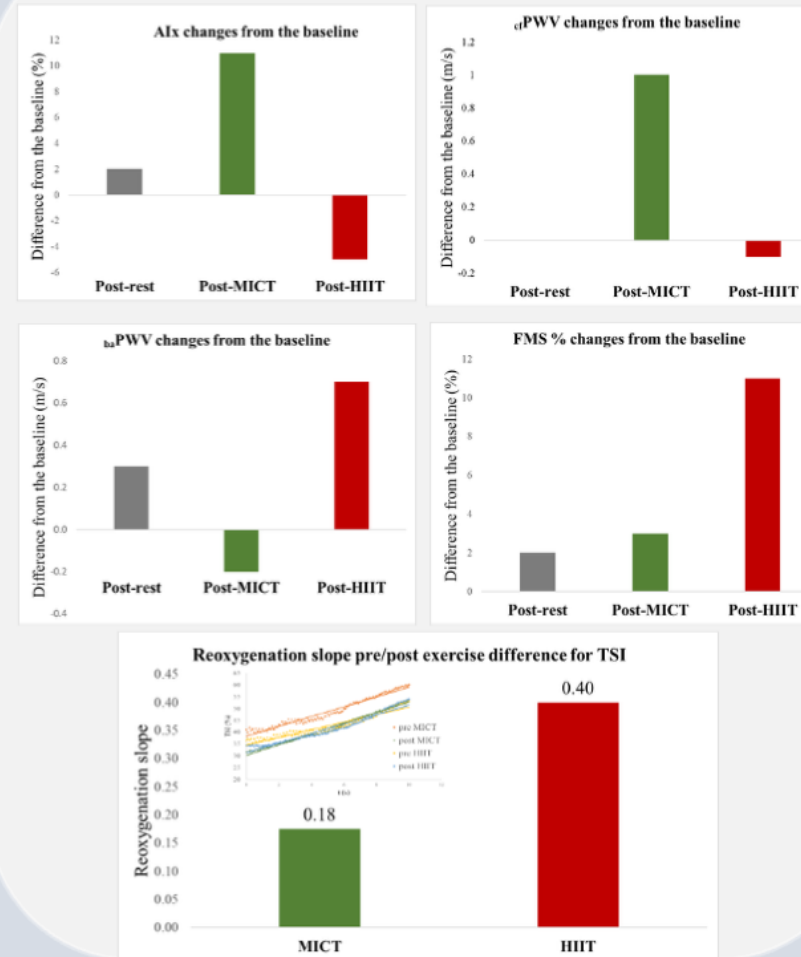 AIx changes from the baseline
Difference from the baseline (%)
12
10
8
6
4
2
0
-2
-4
-6
Post-rest Post-MICT Post-HIIT
cfPWV changes from the baseline
Difference from the baseline (m/s)
1.2
1
0.8
0.6
0.4
0.2
0
-0.2
Post-rest Post-MICT Post-HIIT
baPWV changes from the baseline
Difference from the baseline (m/s)
0.8
0.6
0.4
0.2
0.0
-0.2
-0.4
Post-rest Post-MICT Post-HIIT
FMS % changes from the baseline
Difference from the baseline (%)
12
10
8
6
4
2
0
Post-rest Post-MICT Post-HIIT
Reoxygenation slope pre/post exercise difference for TSI
Reoxygenation slope
0.45
0.40
0.35
0.30
0.25
0.20
0.15
0.10
0.05
0.00
pre MICT
post MICT
pre HIIT
post HIIT
0.18
0.40
MICT HIIT